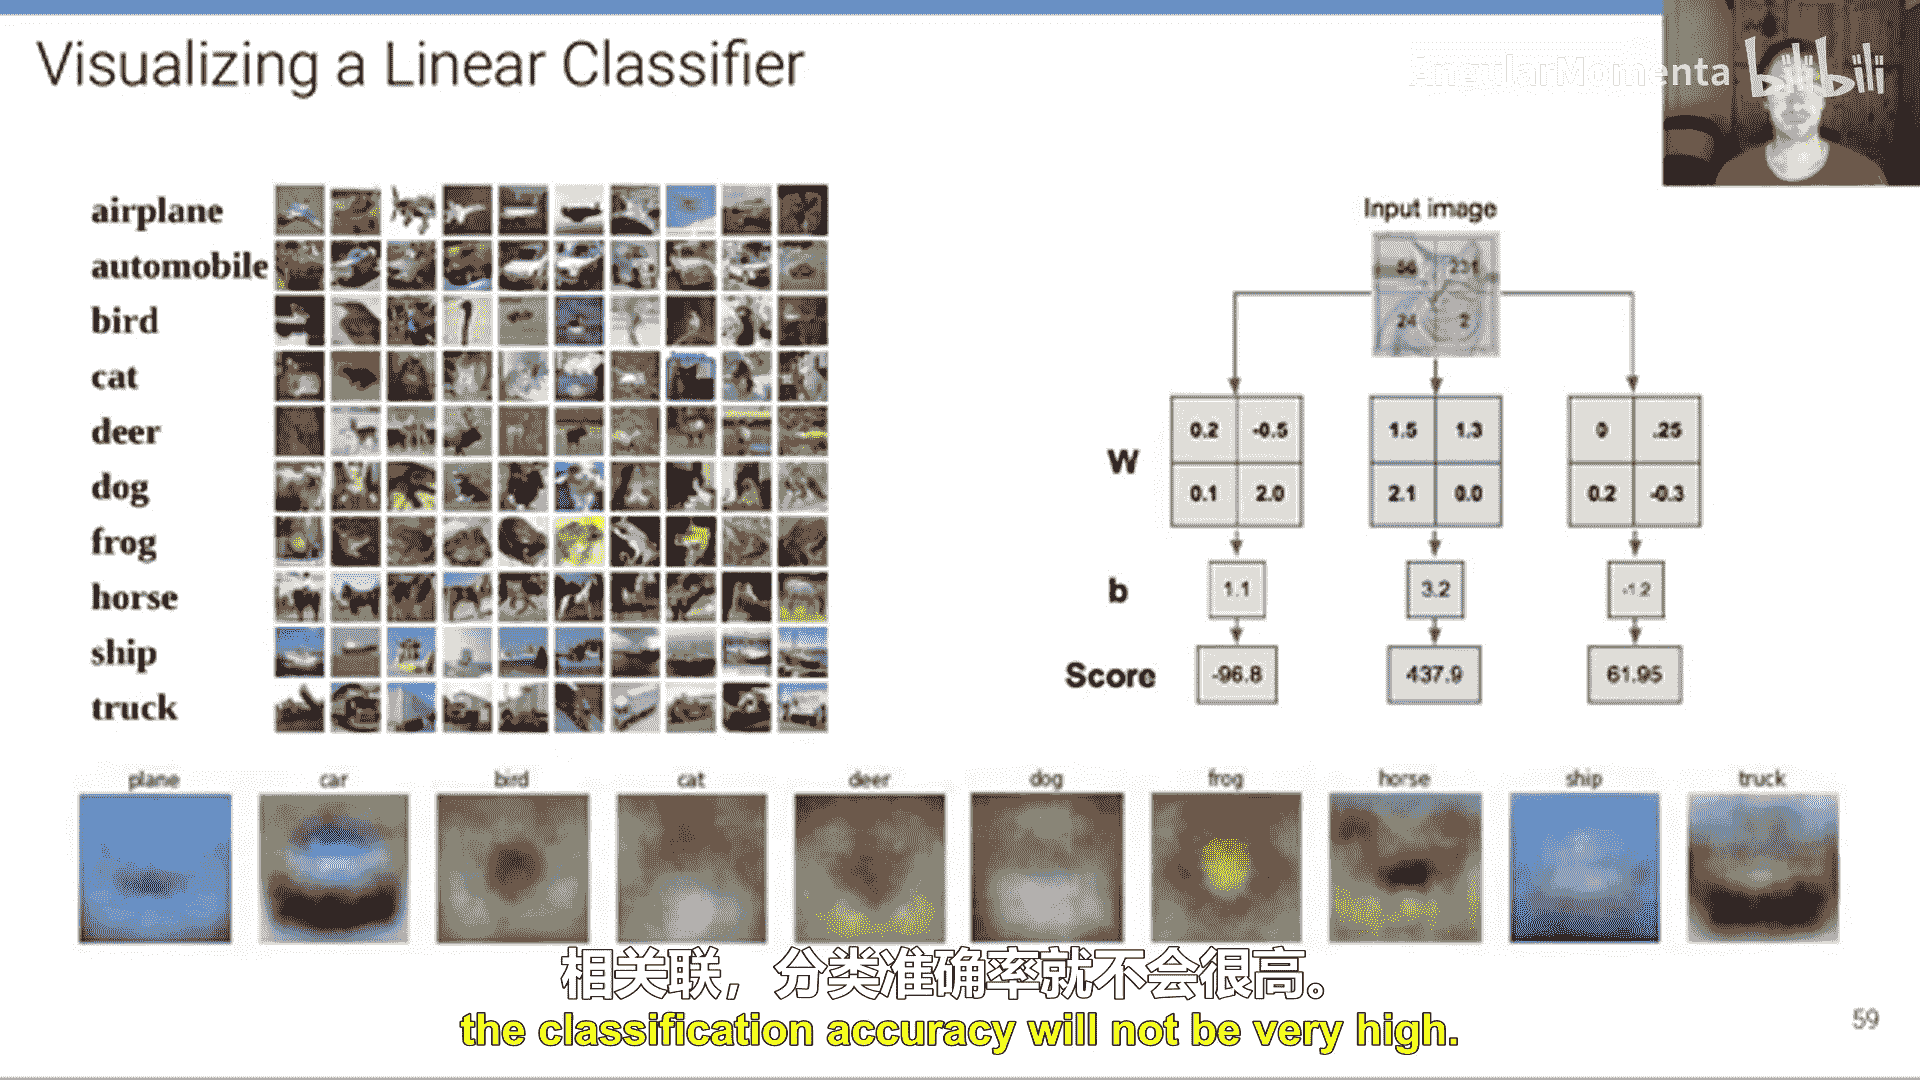 Visualizing a Linear Classifier
AngularMomenta bilibili
airplane
automobile
bird
cat
deer
dog
frog
horse
ship
truck
Input image
56 231
24 2
W
0.2 -0.5 1.5 1.3 0 .25
0.1 2.0 2.1 0.0 0.2 -0.3
b
1.1 3.2 -1.2
Score
-96.8 437.9 61.95
plane car bird cat deer dog frog horse ship truck
相关联，分类准确率就不会很高。
the classification accuracy will not be very high.
59